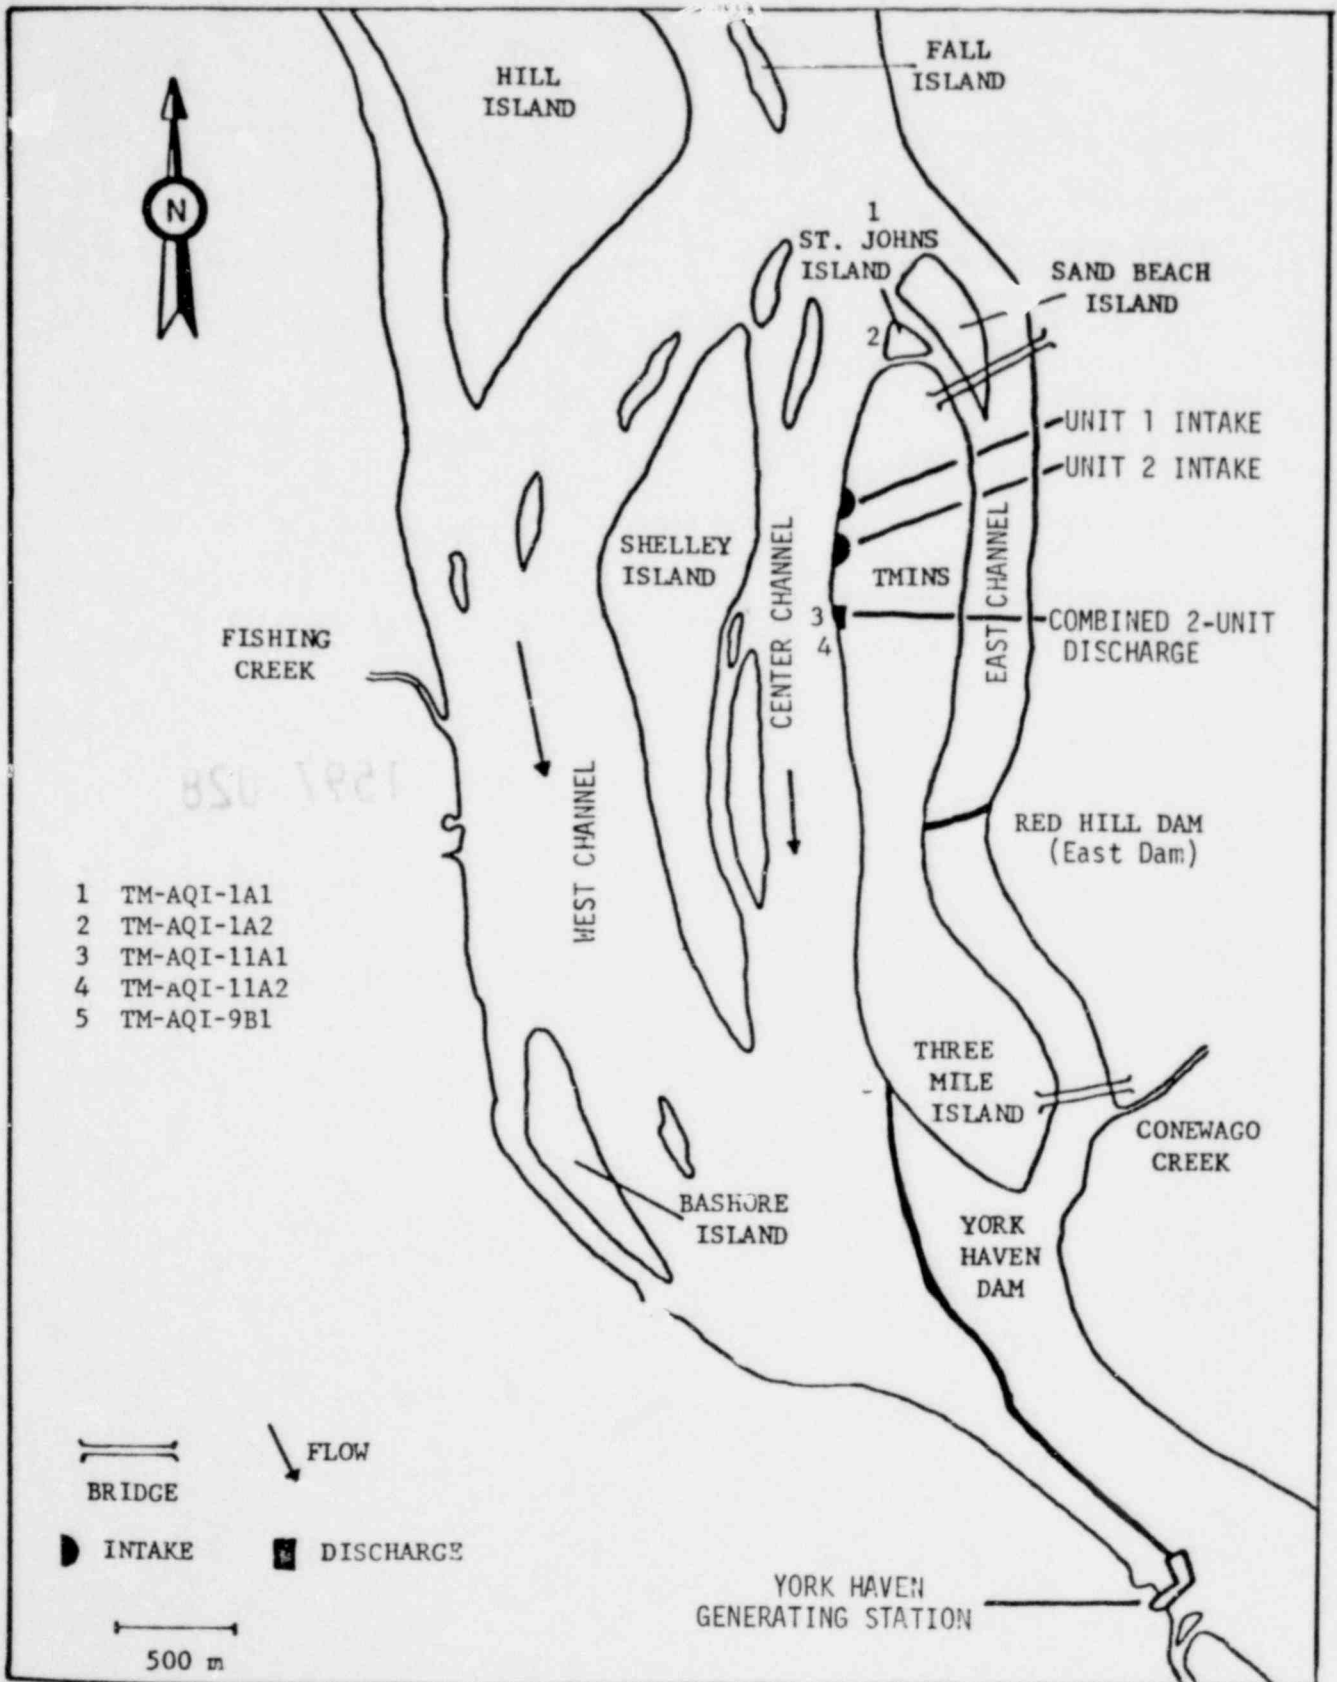 FALL
ISLAND
HILL
ISLAND
N
1
ST. JOHNS
ISLAND
SAND BEACH
ISLAND
2
UNIT 1 INTAKE
UNIT 2 INTAKE
SHELLEY
ISLAND
CENTER CHANNEL
TMINS
EAST CHANNEL
3
4
COMBINED 2-UNIT
DISCHARGE
FISHING
CREEK
1597 028
WEST CHANNEL
RED HILL DAM
(East Dam)
1 TM-AQI-1A1
2 TM-AQI-1A2
3 TM-AQI-11A1
4 TM-AQI-11A2
5 TM-AQI-9B1
THREE
MILE
ISLAND
CONEWAGO
CREEK
BASHORE
ISLAND
YORK
HAVEN
DAM
FLOW
BRIDGE
INTAKE
DISCHARGE
YORK HAVEN
GENERATING STATION
500 m